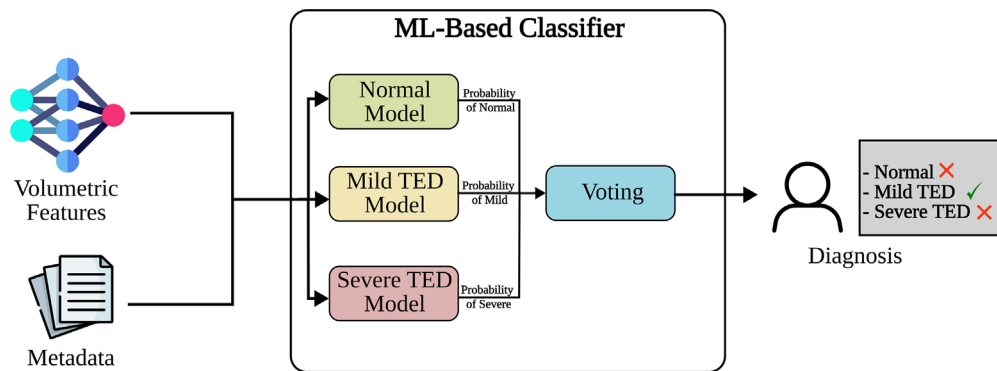 ML-Based Classifier
Volumetric
Features
Metadata
Normal
Model
Probability
of Normal
Mild TED
Model
Probability
of Mild
Severe TED
Model
Probability
of Severe
Voting
- Normal
- Mild TED
- Severe TED
Diagnosis